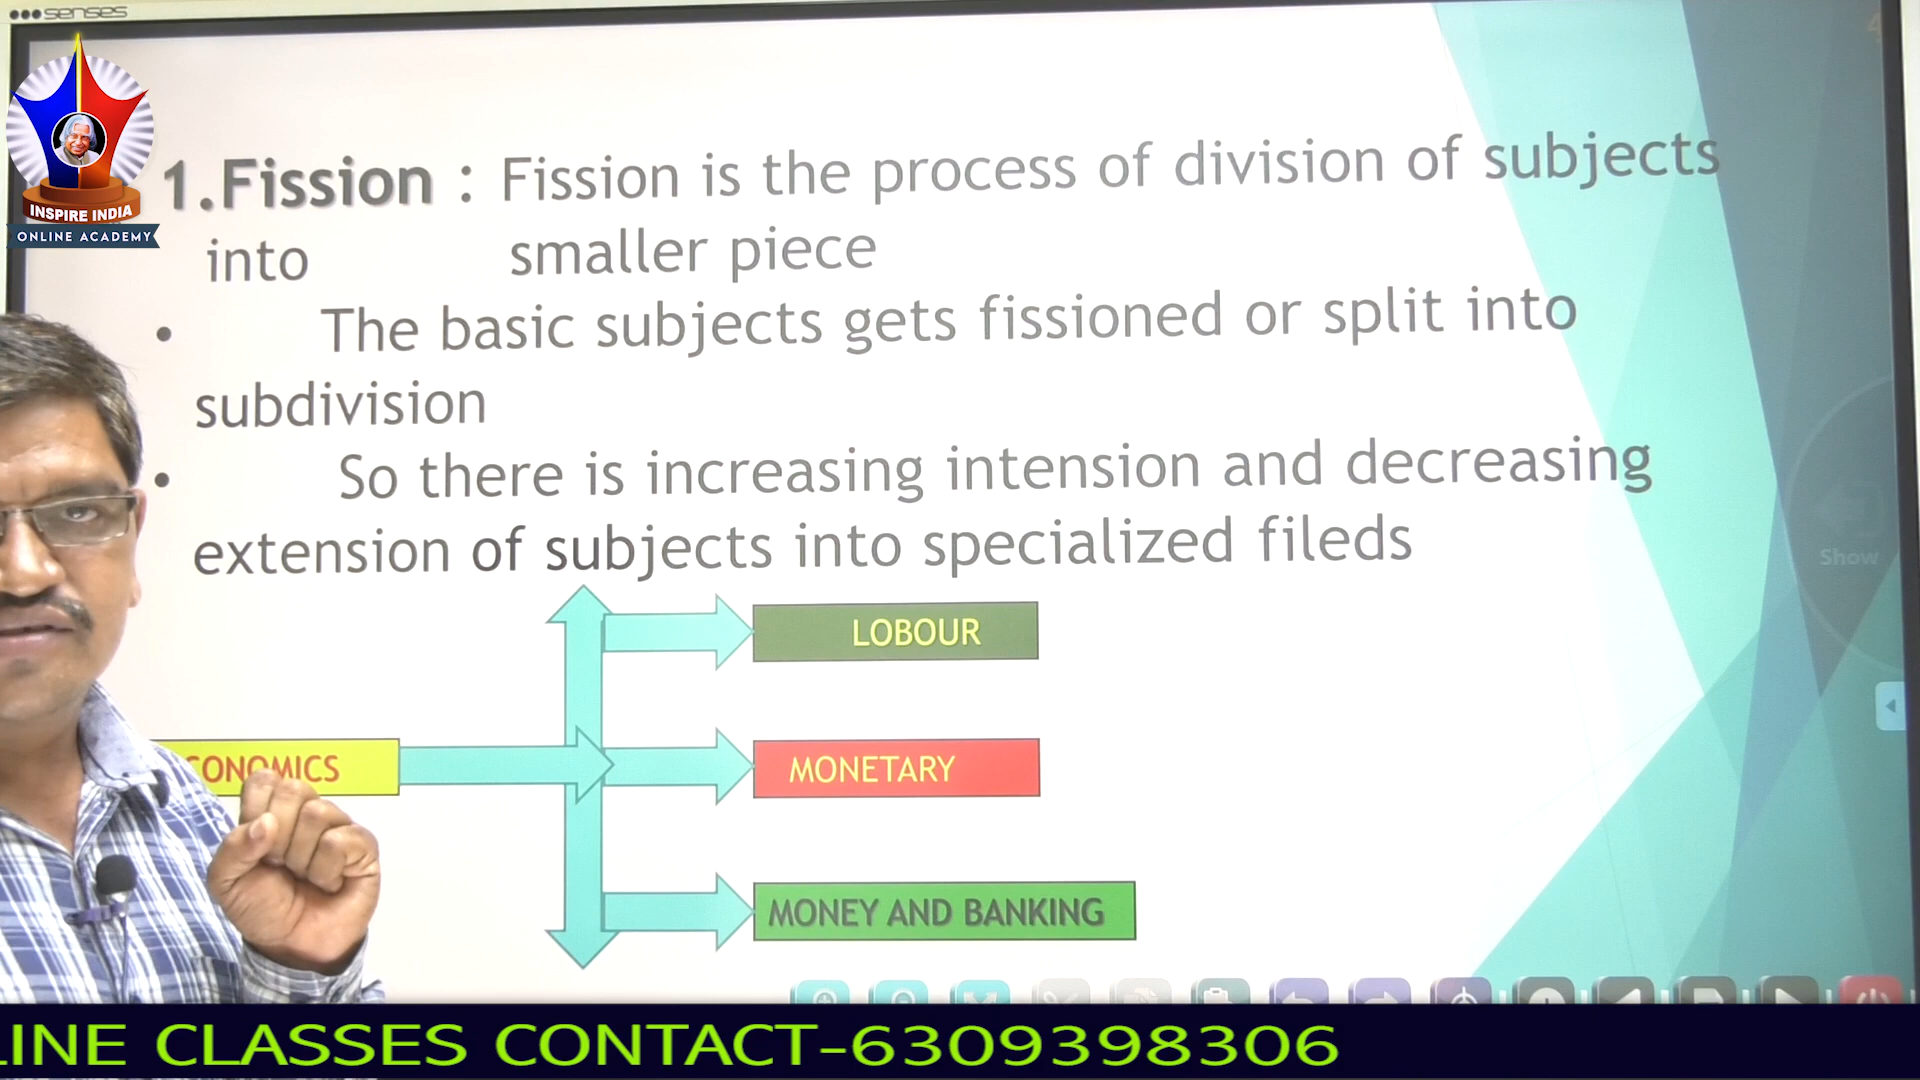 senses
INSPIRE INDIA
ONLINE ACADEMY
1.Fission : Fission is the process of division of subjects
into smaller piece
• The basic subjects gets fissioned or split into
subdivision
• So there is increasing intension and decreasing
extension of subjects into specialized fileds
LOBOUR
CONOMICS
MONETARY
MONEY AND BANKING
Show
LINE CLASSES CONTACT-6309398306